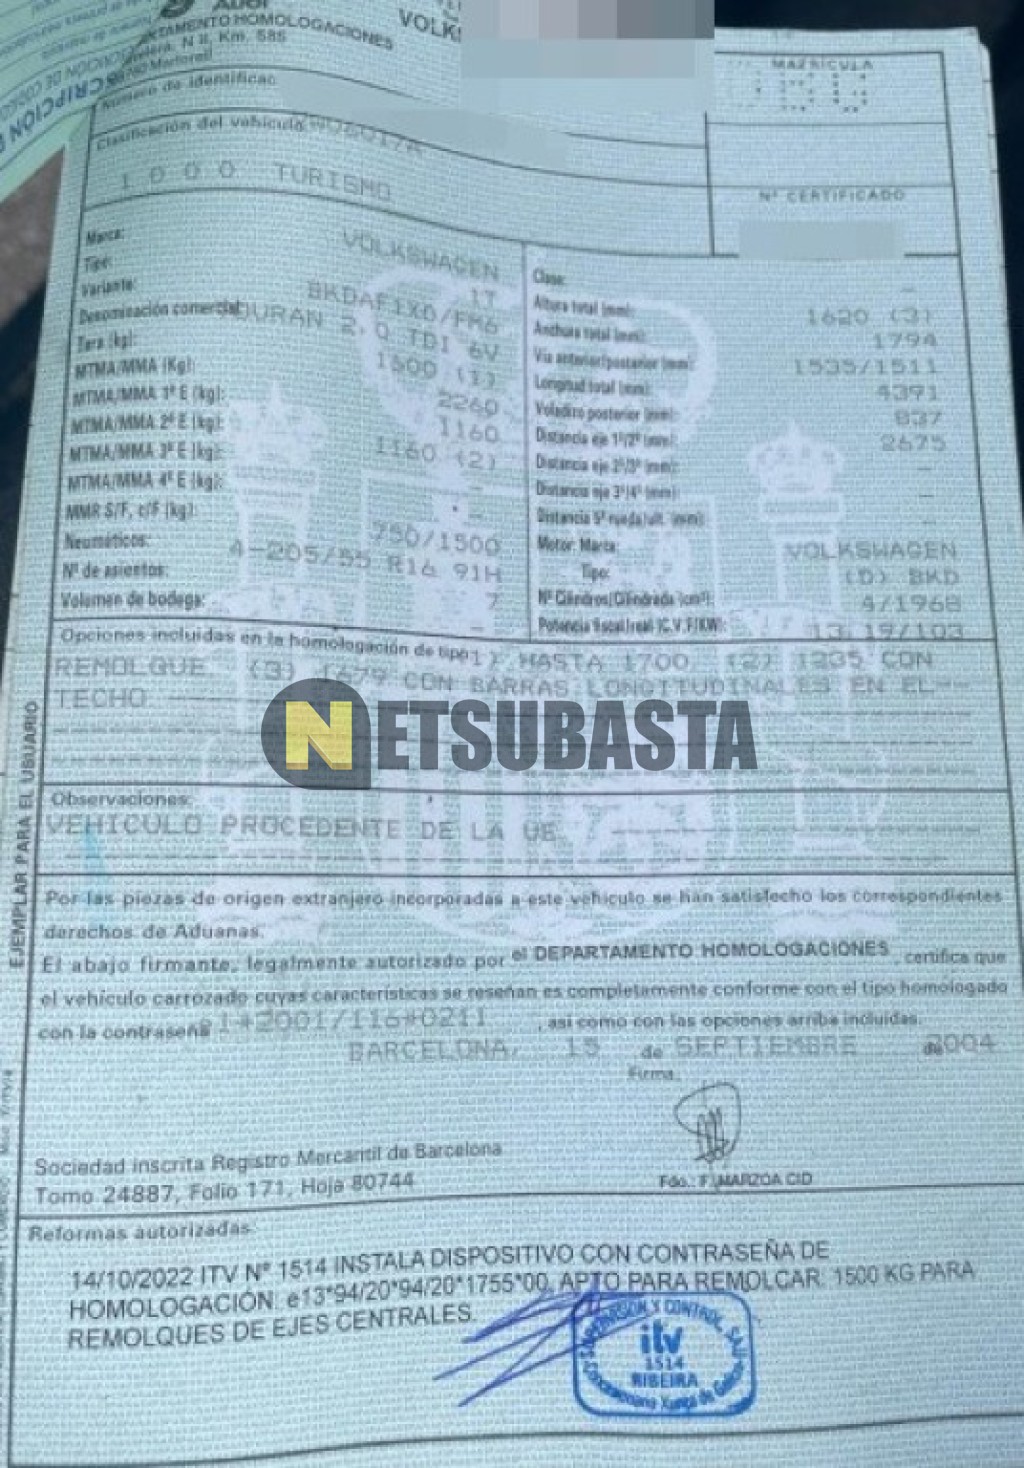 AUDI
VOLK
DEPARTAMENTO HOMOLOGACIONES
N II, Km. 585
MATRÍCULA
Número de identificac
Clasificación del vehículo
1000 TURISMO
Nº CERTIFICADO
Marca: VOLKSWAGEN
Tipo: 1T
Variante: BKDAF1X0/FM6
Denominación comercial: TOURAN 2.0 TDI 6V
Tara (kg): 1600 (1)
MTMA/MMA (Kg): 2260
MTMA/MMA 1º E (kg): 1160
MTMA/MMA 2º E (kg): 1160 (2)
MTMA/MMA 3º E (kg): -
MTMA/MMA 4º E (kg): -
MMR S/F, c/F (kg): 750/1500
Neumáticos: 4-205/55 R16 91H
Nº de asientos: 7
Volumen de bodega: -
Clase: -
Altura total (mm): 1620 (3)
Anchura total (mm): 1794
Vía anterior/posterior (mm): 1535/1511
Longitud total (mm): 4391
Voladizo posterior (mm): 837
Distancia eje 1º/2º (mm): 2675
Distancia eje 2º/3º (mm): -
Distancia eje 3º/4º (mm): -
Distancia 5ª rueda/ult. (mm): -
Motor: Marca: VOLKSWAGEN
Tipo: (D) BKD
Nº Cilindros/Cilindrada (cm³): 4/1968
Potencia fiscal/real (C.V.F/KW): 13.19/103
Opciones incluidas en la homologación de tipo 1) HASTA 1700 (2) 1235 CON
REMOLQUE (3) 1679 CON BARRAS LONGITUDINALES EN EL--
TECHO
NETSUBASTA
Observaciones:
VEHICULO PROCEDENTE DE LA UE.
Por las piezas de origen extranjero incorporadas a este vehículo se han satisfecho los correspondientes
derechos de Aduanas.
El abajo firmante, legalmente autorizado por el DEPARTAMENTO HOMOLOGACIONES, certifica que
el vehículo carrozado cuyas características se reseñan es completamente conforme con el tipo homologado
con la contraseña e1*2001/116*0211, así como con las opciones arriba incluidas.
BARCELONA, 15 de SEPTIEMBRE de 2004
Firma.
Fdo.: F. MARZOA CID
Sociedad inscrita Registro Mercantil de Barcelona
Tomo 24887, Folio 171, Hoja 80744
EJEMPLAR PARA EL USUARIO
Reformas autorizadas:
14/10/2022 ITV Nº 1514 INSTALA DISPOSITIVO CON CONTRASEÑA DE
HOMOLOGACIÓN: e13*94/20*94/20*1755*00, APTO PARA REMOLCAR: 1500 KG PARA
REMOLQUES DE EJES CENTRALES.
SUPERVISIÓN Y CONTROL, SAU
itv
1514
RIBEIRA
Concesionaria Xunta de Galicia